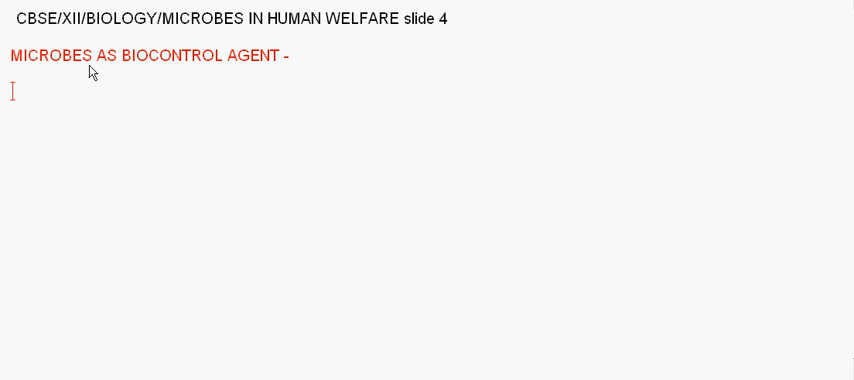 CBSE/XII/BIOLOGY/MICROBES IN HUMAN WELFARE slide 4
MICROBES AS BIOCONTROL AGENT -